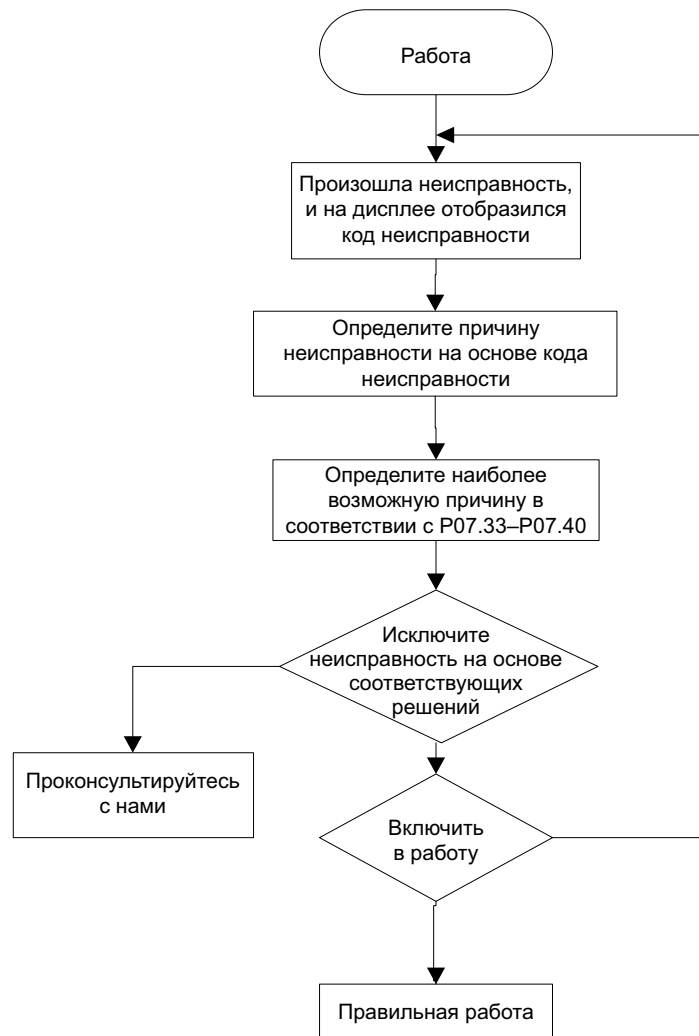 Работа
Произошла неисправность,
и на дисплее отобразился
код неисправности
Определите причину
неисправности на основе кода
неисправности
Определите наиболее
возможную причину в
соответствии с P07.33–P07.40
Исключите
неисправность на основе
соответствующих
решений
Проконсультируйтесь
с нами
Включить
в работу
Правильная работа